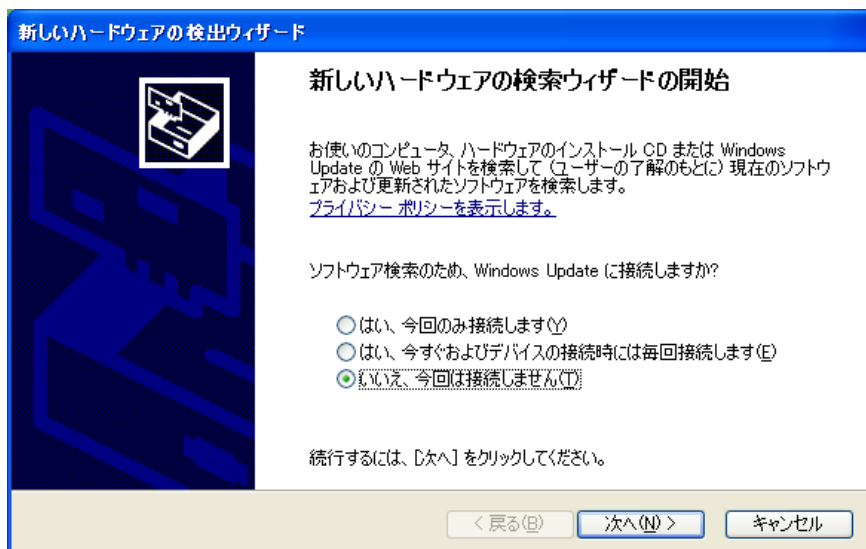 新しいハードウェアの検出ウィザード
新しいハードウェアの検索ウィザードの開始
お使いのコンピュータ、ハードウェアのインストール CD または Windows
Update の Web サイトを検索して (ユーザーの了解のもとに) 現在のソフトウ
ェアおよび更新されたソフトウェアを検索します。
プライバシー ポリシーを表示します。
ソフトウェア検索のため、Windows Update に接続しますか?
はい、今回のみ接続します(Y)
はい、今すぐおよびデバイスの接続時には毎回接続します(E)
いいえ、今回は接続しません(T)
続行するには、[次へ] をクリックしてください。
< 戻る(B) 次へ(N) > キャンセル